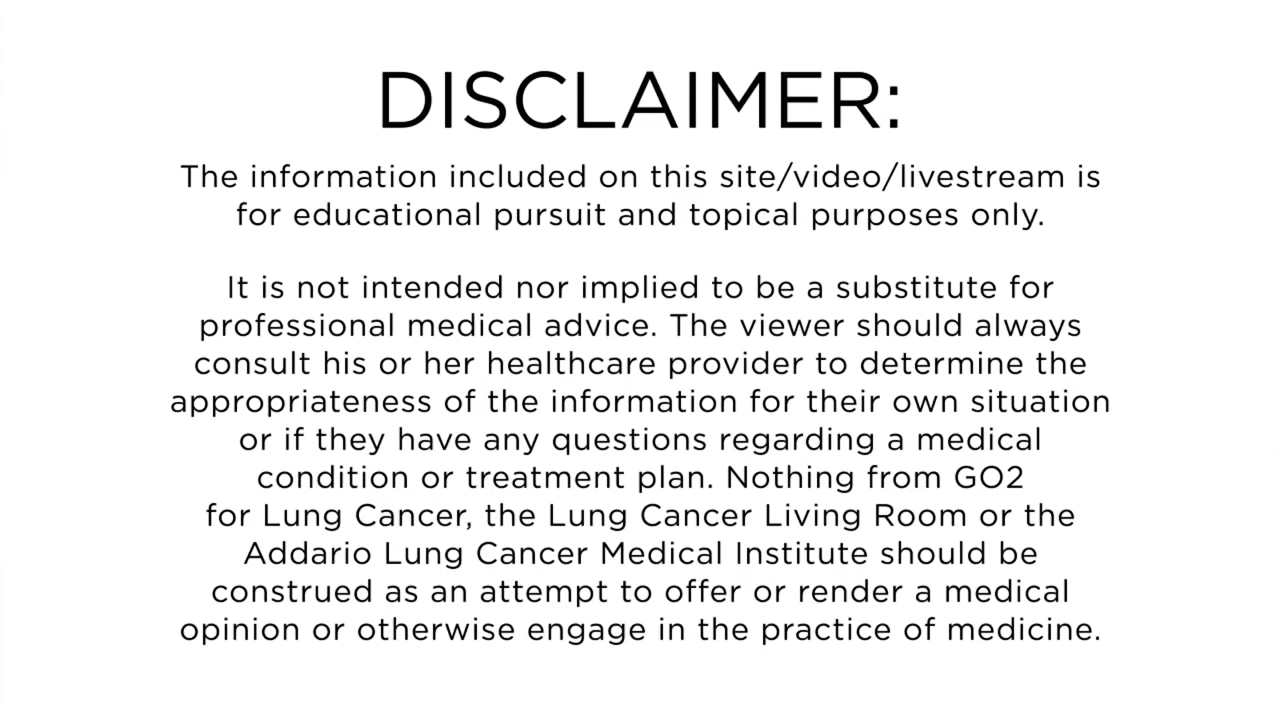 DISCLAIMER:
The information included on this site/video/livestream is
for educational pursuit and topical purposes only.
It is not intended nor implied to be a substitute for
professional medical advice. The viewer should always
consult his or her healthcare provider to determine the
appropriateness of the information for their own situation
or if they have any questions regarding a medical
condition or treatment plan. Nothing from GO2
for Lung Cancer, the Lung Cancer Living Room or the
Addario Lung Cancer Medical Institute should be
construed as an attempt to offer or render a medical
opinion or otherwise engage in the practice of medicine.